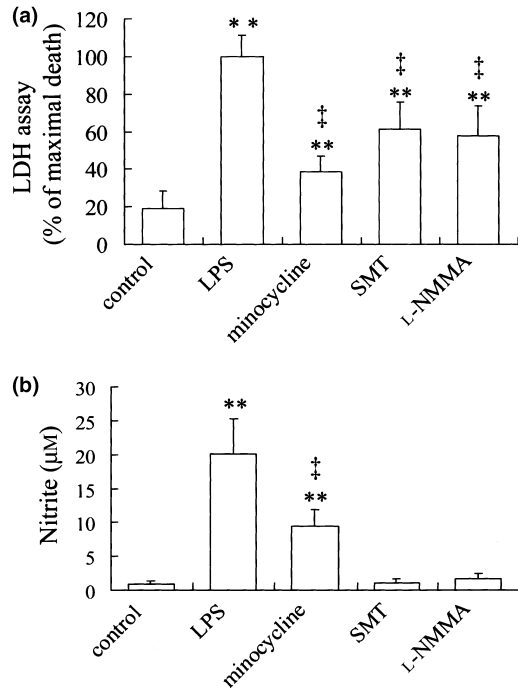 (a)
LDH assay
(% of maximal death)
120
100
80
60
40
20
0
* *
‡
**
‡
**
‡
**
control
LPS
minocycline
SMT
L-NMMA
(b)
Nitrite (μM)
30
25
20
15
10
5
0
**
‡
**
control
LPS
minocycline
SMT
L-NMMA